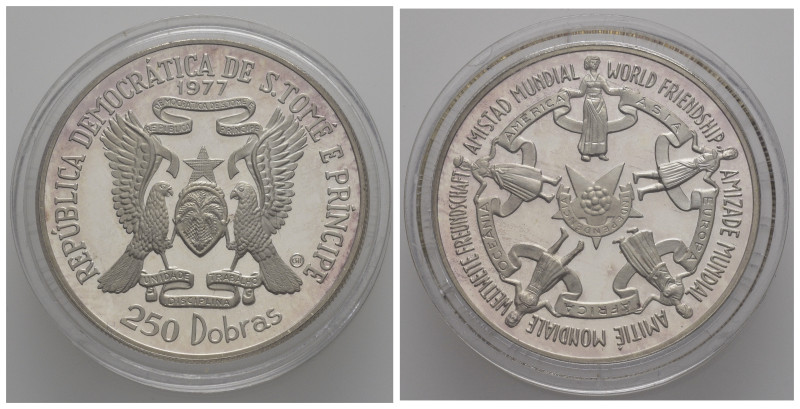 REPÚBLICA DEMOCRÁTICA DE S.TOMÉ E PRÍNCIPE
1977
UNIDADE
TRABALHO
DISCIPLINA
250 Dobras
AMISTAD MUNDIAL
WORLD FRIENDSHIP
AMIZADE MUNDIAL
AMITIÉ MONDIALE
WELTWEITE FREUNDSCHAFT
AMERICA
ASIA
EUROPA
AFRICA
OCEANIA